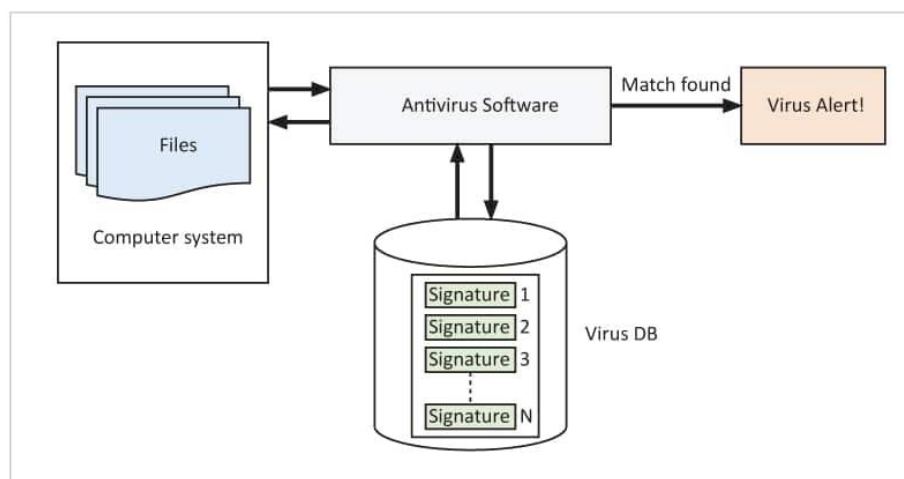 Files
Computer system
Antivirus Software
Match found
Virus Alert!
Signature 1
Signature 2
Signature 3
Signature N
Virus DB